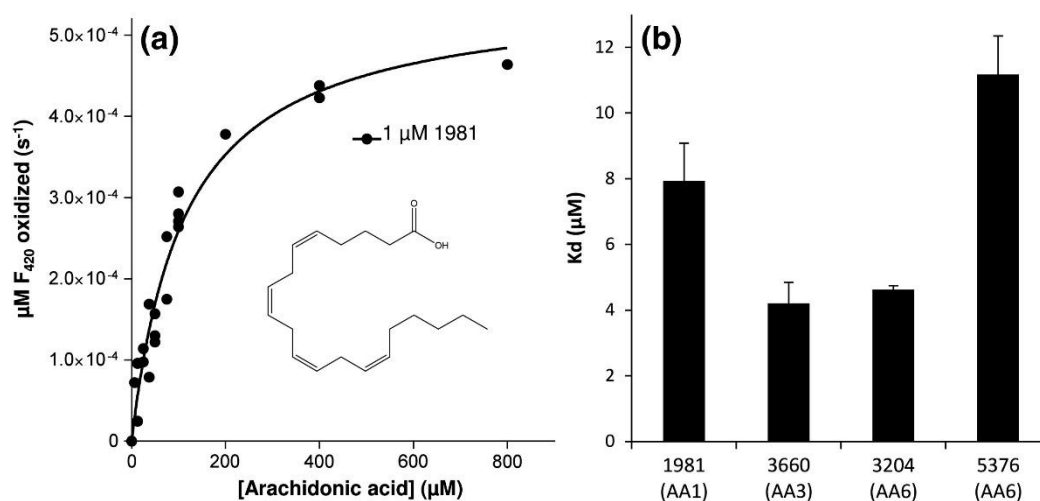 (a)
µM F420 oxidized (s-1)
5.0×10-4
4.0×10-4
3.0×10-4
2.0×10-4
1.0×10-4
0
0 200 400 600 800
[Arachidonic acid] (µM)
1 µM 1981
O
OH
(b)
Kd (µM)
12
10
8
6
4
2
0
1981 3660 3204 5376
(AA1) (AA3) (AA6) (AA6)